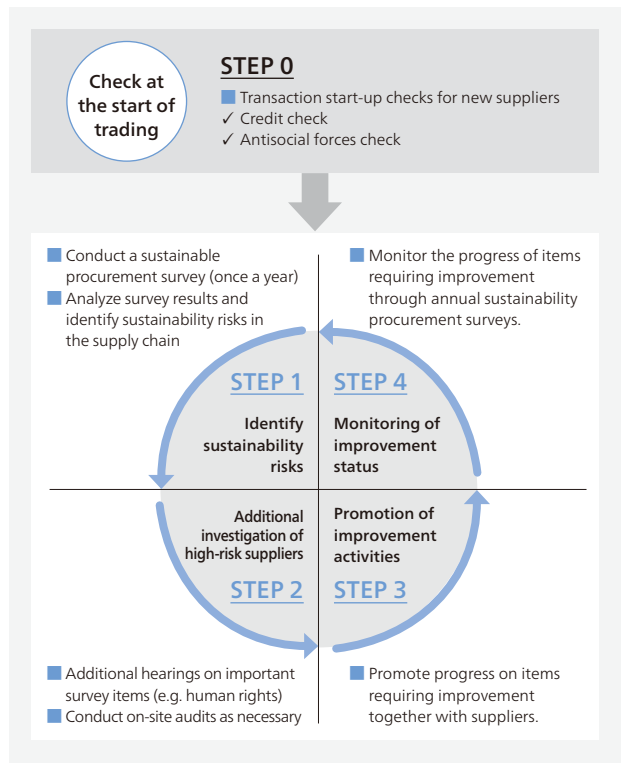 Check at
the start of
trading
STEP 0
■ Transaction start-up checks for new suppliers
✓ Credit check
✓ Antisocial forces check
■ Conduct a sustainable
procurement survey (once a year)
■ Analyze survey results and
identify sustainability risks in
the supply chain
■ Monitor the progress of items
requiring improvement
through annual sustainability
procurement surveys.
STEP 1
Identify
sustainability
risks
STEP 4
Monitoring of
improvement
status
Additional
investigation of
high-risk suppliers
STEP 2
Promotion of
improvement
activities
STEP 3
■ Additional hearings on important
survey items (e.g. human rights)
■ Conduct on-site audits as necessary
■ Promote progress on items
requiring improvement
together with suppliers.